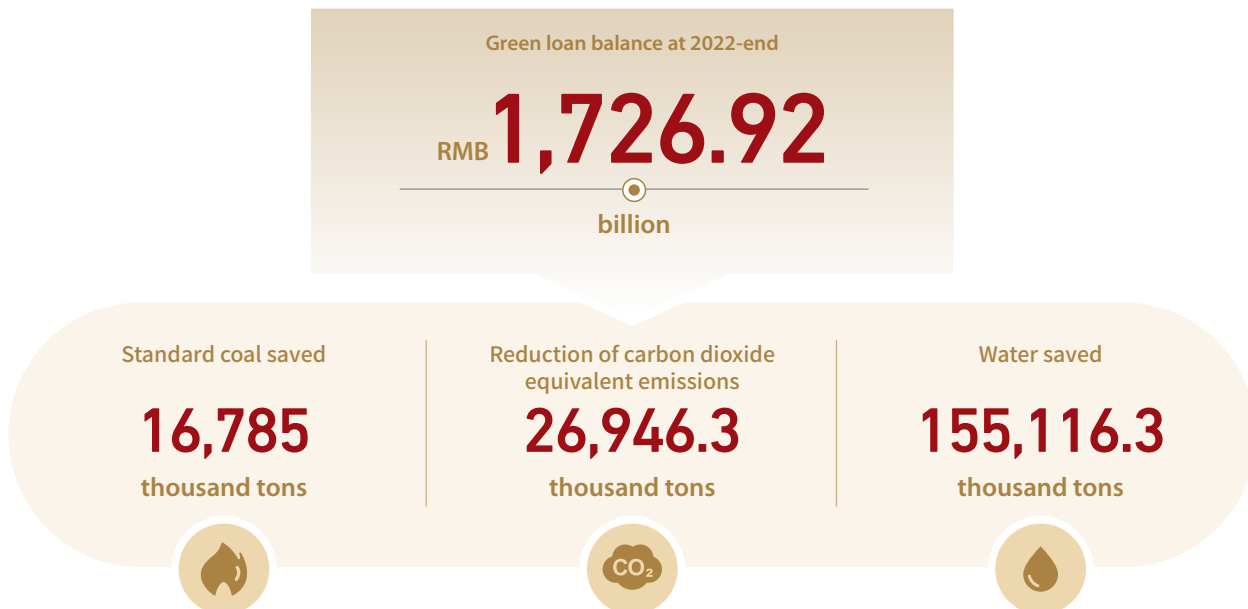 Green loan balance at 2022-end
RMB 1,726.92
billion
Standard coal saved
16,785
thousand tons
Reduction of carbon dioxide
equivalent emissions
26,946.3
thousand tons
Water saved
155,116.3
thousand tons
CO₂